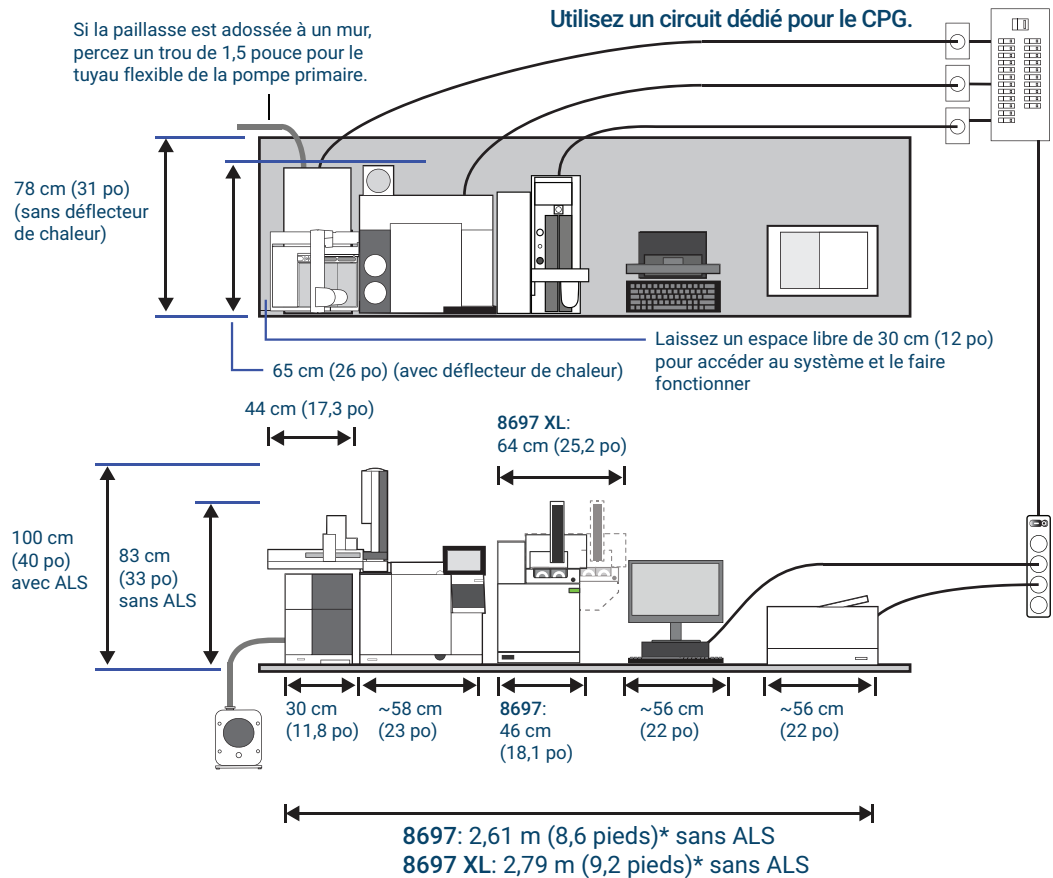 Utilisez un circuit dédié pour le CPG.
Si la paillasse est adossée à un mur,
percez un trou de 1,5 pouce pour le
tuyau flexible de la pompe primaire.
78 cm (31 po)
(sans déflecteur
de chaleur)
Laissez un espace libre de 30 cm (12 po)
pour accéder au système et le faire
fonctionner
65 cm (26 po) (avec déflecteur de chaleur)
44 cm (17,3 po)
8697 XL:
64 cm (25,2 po)
100 cm
(40 po)
avec ALS
83 cm
(33 po)
sans ALS
30 cm
(11,8 po)
~58 cm
(23 po)
8697:
46 cm
(18,1 po)
~56 cm
(22 po)
~56 cm
(22 po)
8697: 2,61 m (8,6 pieds)* sans ALS
8697 XL: 2,79 m (9,2 pieds)* sans ALS